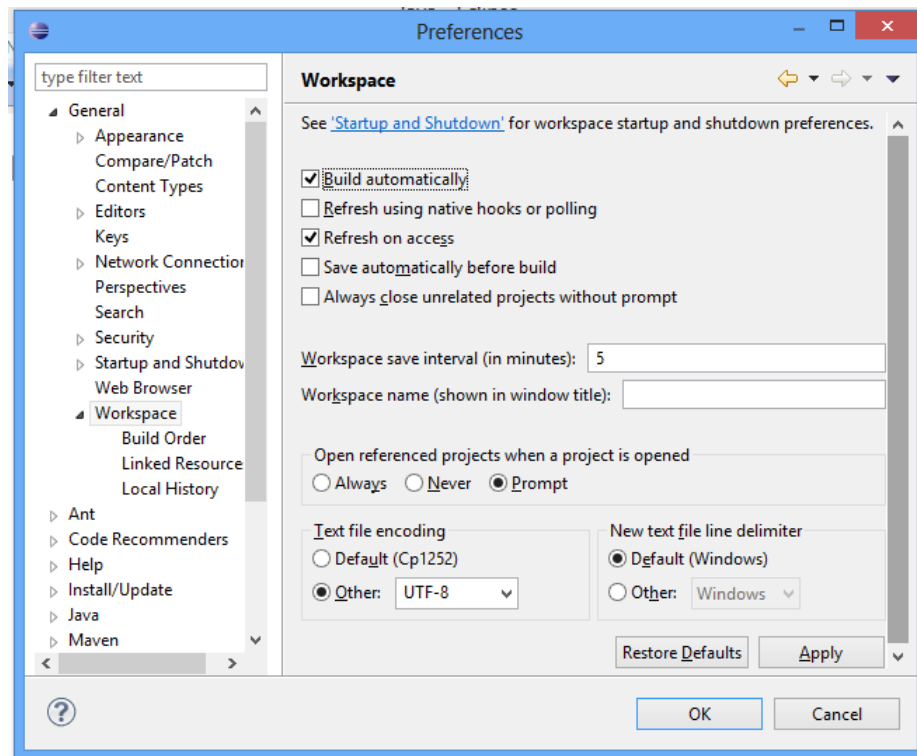 Preferences
type filter text
General
Appearance
Compare/Patch
Content Types
Editors
Keys
Network Connection
Perspectives
Search
Security
Startup and Shutdow
Web Browser
Workspace
Build Order
Linked Resource
Local History
Ant
Code Recommenders
Help
Install/Update
Java
Maven
Workspace
See 'Startup and Shutdown' for workspace startup and shutdown preferences.
Build automatically
Refresh using native hooks or polling
Refresh on access
Save automatically before build
Always close unrelated projects without prompt
Workspace save interval (in minutes): 5
Workspace name (shown in window title):
Open referenced projects when a project is opened
Always Never Prompt
Text file encoding
Default (Cp1252)
Other: UTF-8
New text file line delimiter
Default (Windows)
Other: Windows
Restore Defaults Apply
? OK Cancel